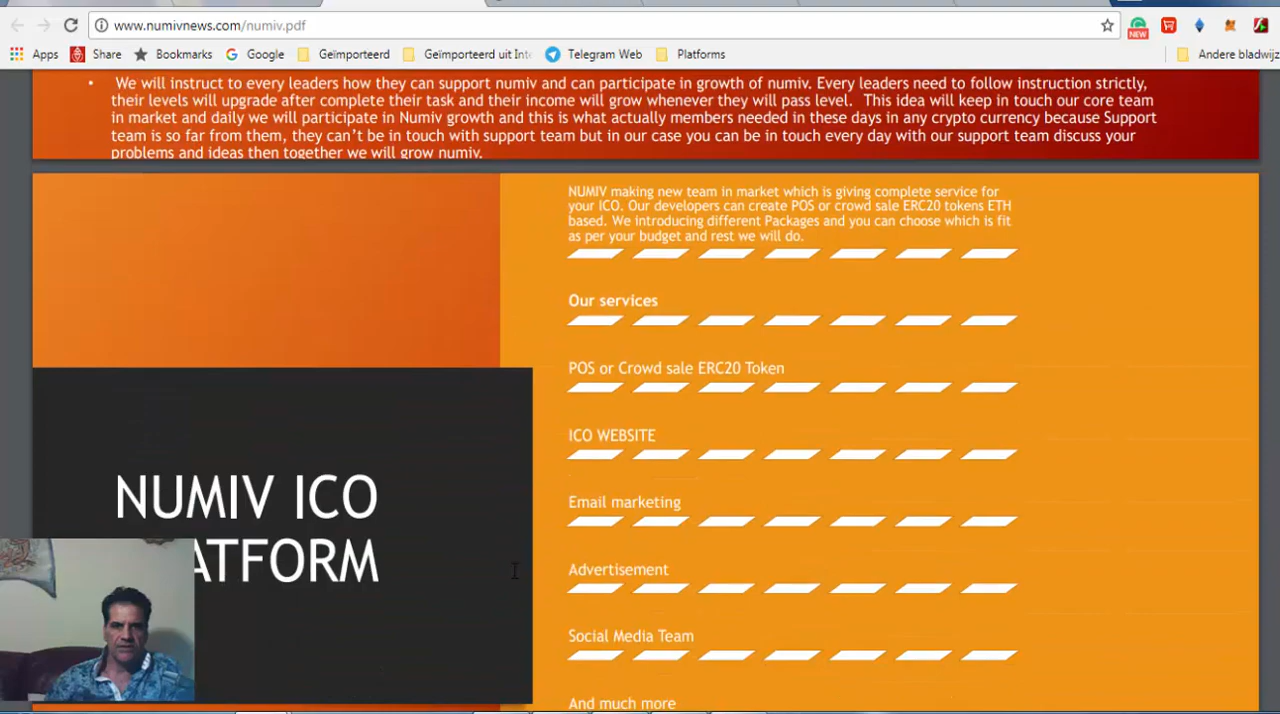 www.numivnews.com/numiv.pdf
NEW
Apps
Share
Bookmarks
Google
Geïmporteerd
Geïmporteerd uit Int
Telegram Web
Platforms
Andere bladwij
• We will instruct to every leaders how they can support numiv and can participate in growth of numiv. Every leaders need to follow instruction strictly,
their levels will upgrade after complete their task and their income will grow whenever they will pass level. This idea will keep in touch our core team
in market and daily we will participate in Numiv growth and this is what actually members needed in these days in any crypto currency because Support
team is so far from them, they can't be in touch with support team but in our case you can be in touch every day with our support team discuss your
problems and ideas then together we will grow numiv.
NUMIV making new team in market which is giving complete service for
your ICO. Our developers can create POS or crowd sale ERC20 tokens ETH
based. We introducing different Packages and you can choose which is fit
as per your budget and rest we will do.
Our services
POS or Crowd sale ERC20 Token
ICO WEBSITE
Email marketing
Advertisement
Social Media Team
And much more
NUMIV ICO
ATFORM